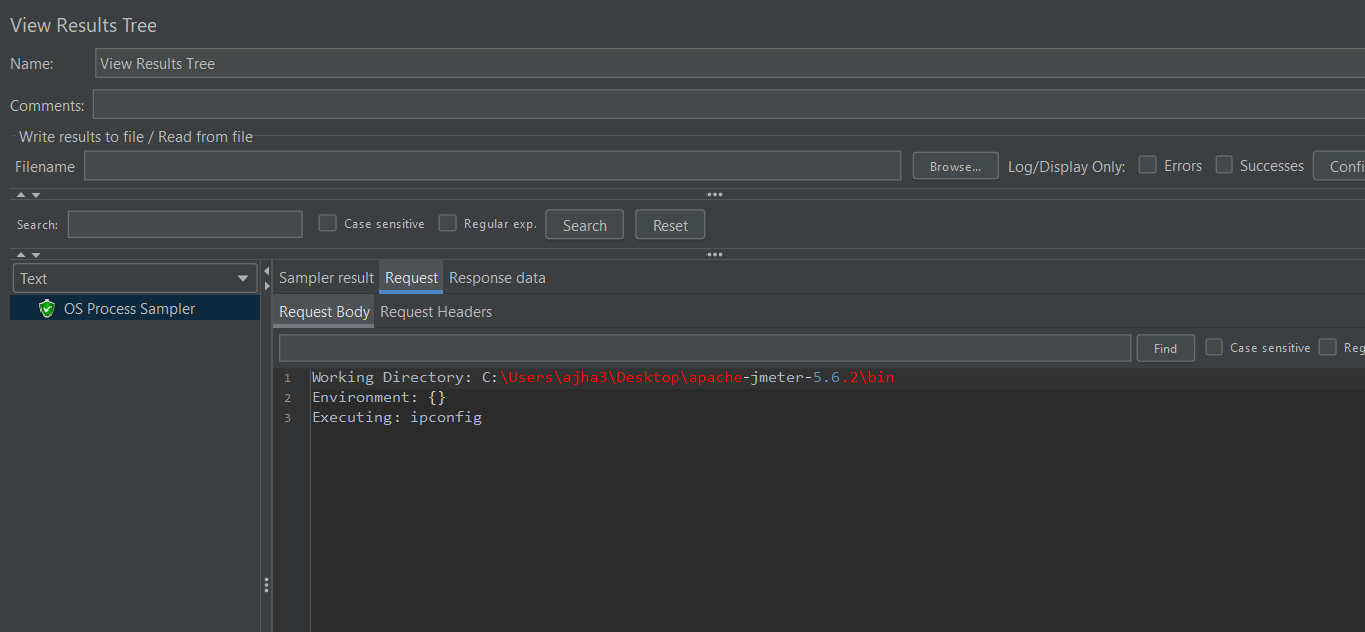 View Results Tree
Name: View Results Tree
Comments:
Write results to file / Read from file
Filename Browse... Log/Display Only: Errors Successes Confi
Search: Case sensitive Regular exp. Search Reset
Text Sampler result Request Response data
OS Process Sampler Request Body Request Headers
Find Case sensitive Reg
1 Working Directory: C:\Users\ajha3\Desktop\apache-jmeter-5.6.2\bin
2 Environment: {}
3 Executing: ipconfig